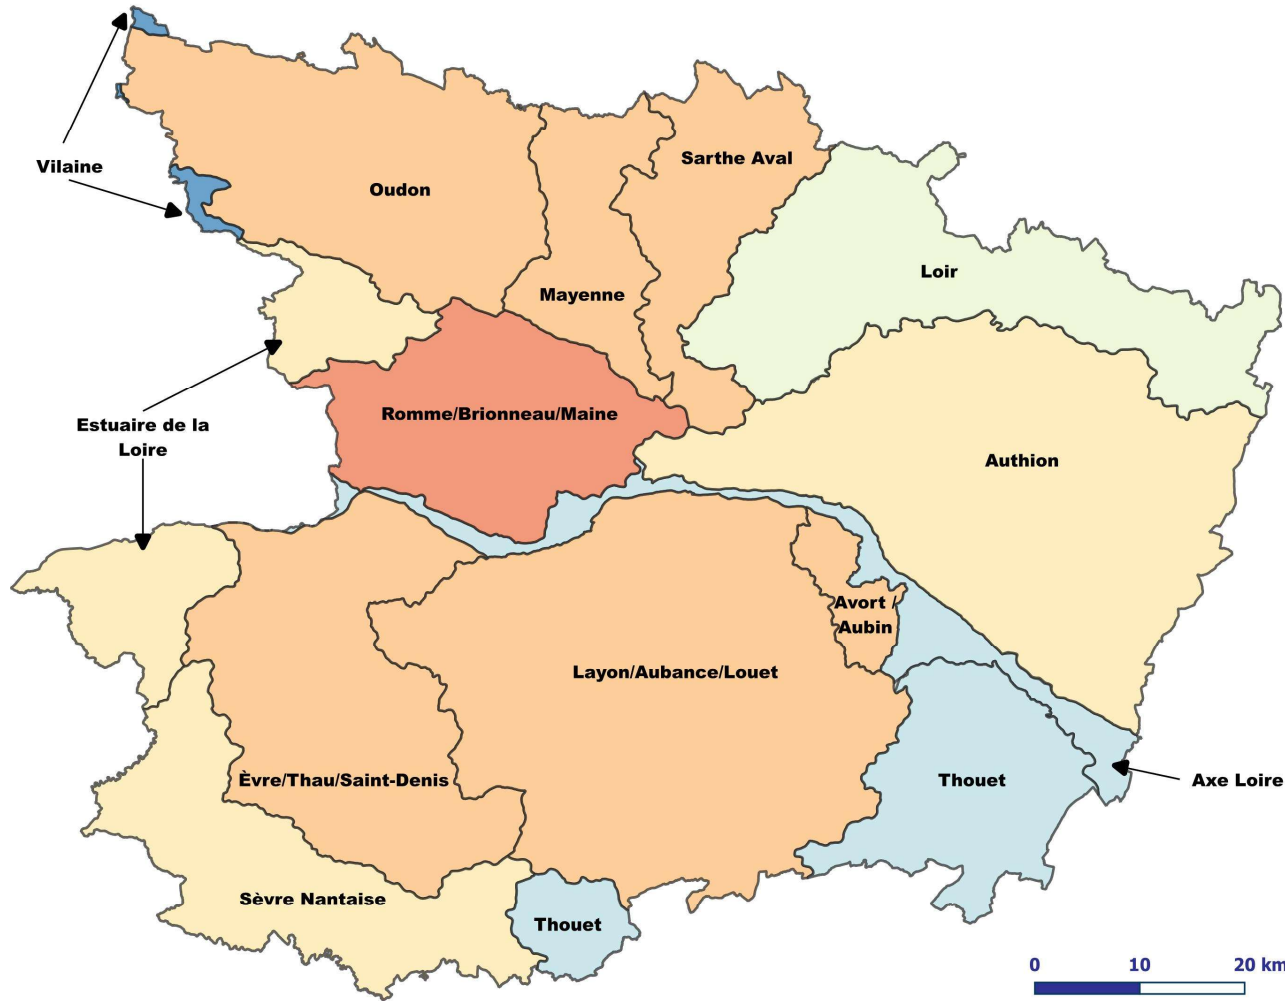 Vilaine
Oudon
Sarthe Aval
Mayenne
Loir
Estuaire de la
Loire
Romme/Brionneau/Maine
Authion
Avort /
Aubin
Layon/Aubance/Louet
Èvre/Thau/Saint-Denis
Thouet
Axe Loire
Sèvre Nantaise
Thouet
0 10 20 km